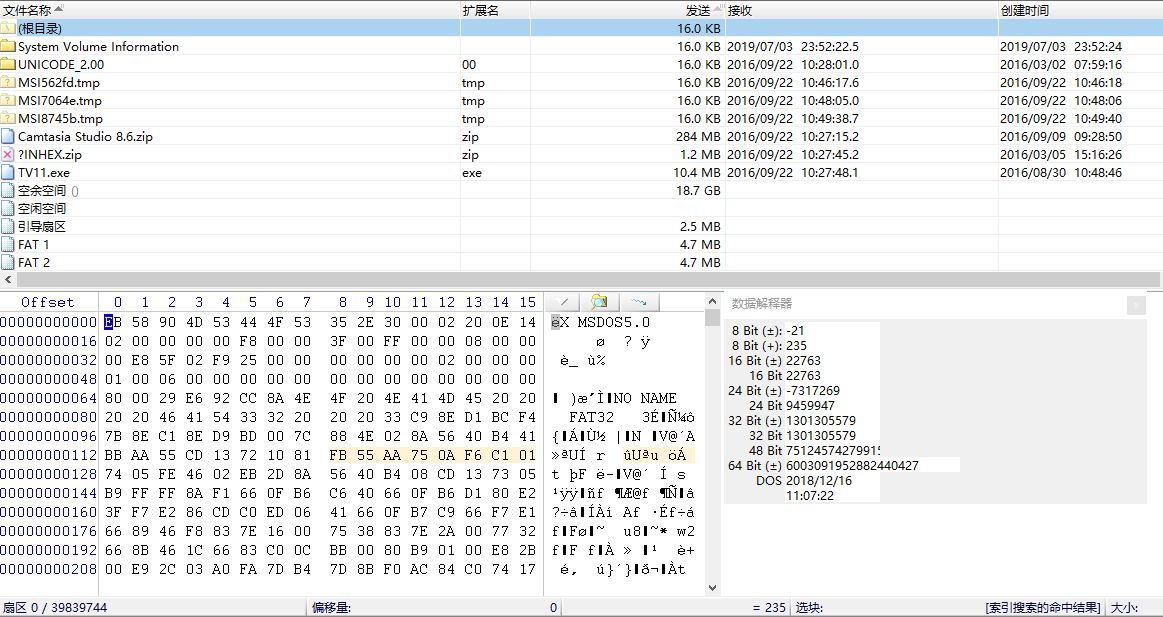 文件名称 扩展名 发送 接收 创建时间
(根目录) 16.0 KB
System Volume Information 16.0 KB 2019/07/03 23:52:22.5 2019/07/03 23:52:24
UNICODE_2.00 00 16.0 KB 2016/09/22 10:28:01.0 2016/03/02 07:59:16
MSI562fd.tmp tmp 16.0 KB 2016/09/22 10:46:17.6 2016/09/22 10:46:18
MSI7064e.tmp tmp 16.0 KB 2016/09/22 10:48:05.0 2016/09/22 10:48:06
MSI8745b.tmp tmp 16.0 KB 2016/09/22 10:49:38.7 2016/09/22 10:49:40
Camtasia Studio 8.6.zip zip 284 MB 2016/09/22 10:27:15.2 2016/09/09 09:28:50
?INHEX.zip zip 1.2 MB 2016/09/22 10:27:45.2 2016/03/05 15:16:26
TV11.exe exe 10.4 MB 2016/09/22 10:27:48.1 2016/08/30 10:48:46
空余空间 () 18.7 GB
空闲空间
引导扇区 2.5 MB
FAT 1 4.7 MB
FAT 2 4.7 MB
Offset 0 1 2 3 4 5 6 7 8 9 10 11 12 13 14 15
00000000000 EB 58 90 4D 53 44 4F 53 35 2E 30 00 02 20 0E 14 ëX MSDOS5.0
00000000016 02 00 00 00 00 F8 00 00 3F 00 FF 00 00 08 00 00 ø ? ÿ
00000000032 00 E8 5F 02 F9 25 00 00 00 00 00 00 02 00 00 00 è_ ù%
00000000048 01 00 06 00 00 00 00 00 00 00 00 00 00 00 00 00
00000000064 80 00 29 E6 92 CC 8A 4E 4F 20 4E 41 4D 45 20 20 )æ’Ì NO NAME
00000000080 20 20 46 41 54 33 32 20 20 20 33 C9 8E D1 BC F4 FAT32 3É Ñ¼ô
00000000096 7B 8E C1 8E D9 BD 00 7C 88 4E 02 8A 56 40 B4 41 { Á Ù½ | N V@´A
00000000112 BB AA 55 CD 13 72 10 81 FB 55 AA 75 0A F6 C1 01 »ªUÍ r ûUªu öÁ
00000000128 74 05 FE 46 02 EB 2D 8A 56 40 B4 08 CD 13 73 05 t þF ë- V@´ Í s
00000000144 B9 FF FF 8A F1 66 0F B6 C6 40 66 0F B6 D1 80 E2 ¹ÿÿ ñf ¶Æ@f ¶Ñ â
00000000160 3F F7 E2 86 CD C0 ED 06 41 66 0F B7 C9 66 F7 E1 ?÷â ÍÀí Af ·Éf÷á
00000000176 66 89 46 F8 83 7E 16 00 75 38 83 7E 2A 00 77 32 f Fø ~ u8 ~* w2
00000000192 66 8B 46 1C 66 83 C0 0C BB 00 80 B9 01 00 E8 2B f F f À » ¹ è+
00000000208 00 E9 2C 03 A0 FA 7D B4 7D 8B F0 AC 84 C0 74 17 é, ú}´} ð¬ Àt
数据解释器
8 Bit (±): -21
8 Bit (+): 235
16 Bit (±) 22763
16 Bit 22763
24 Bit (±) -7317269
24 Bit 9459947
32 Bit (±) 1301305579
32 Bit 1301305579
48 Bit 75124574279915
64 Bit (±) 6003091952882440427
DOS 2018/12/16
11:07:22
扇区 0 / 39839744 偏移量: 0 = 235 选块: [索引搜索的命中结果] 大小: